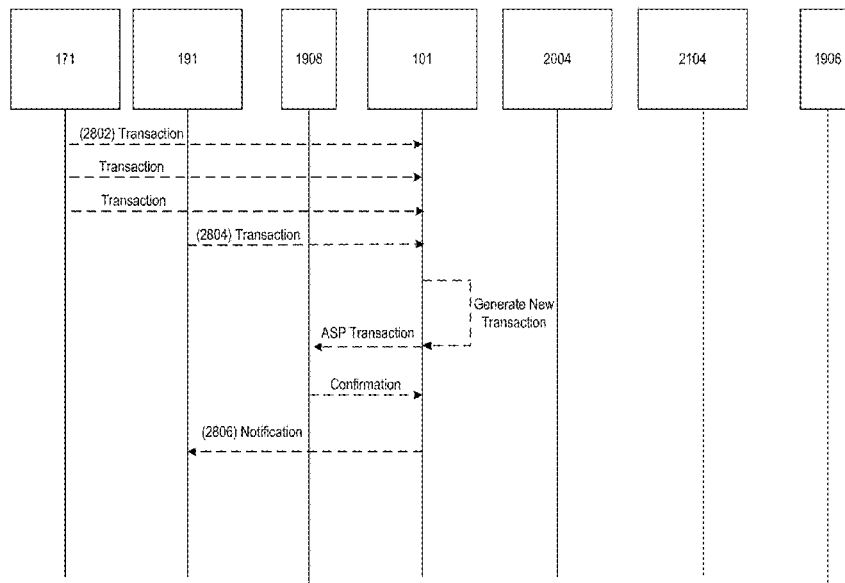 171 191 1908 101 2004 2104 1906
(2802) Transaction
Transaction
Transaction
(2804) Transaction
Generate New
Transaction
ASP Transaction
Confirmation
(2806) Notification